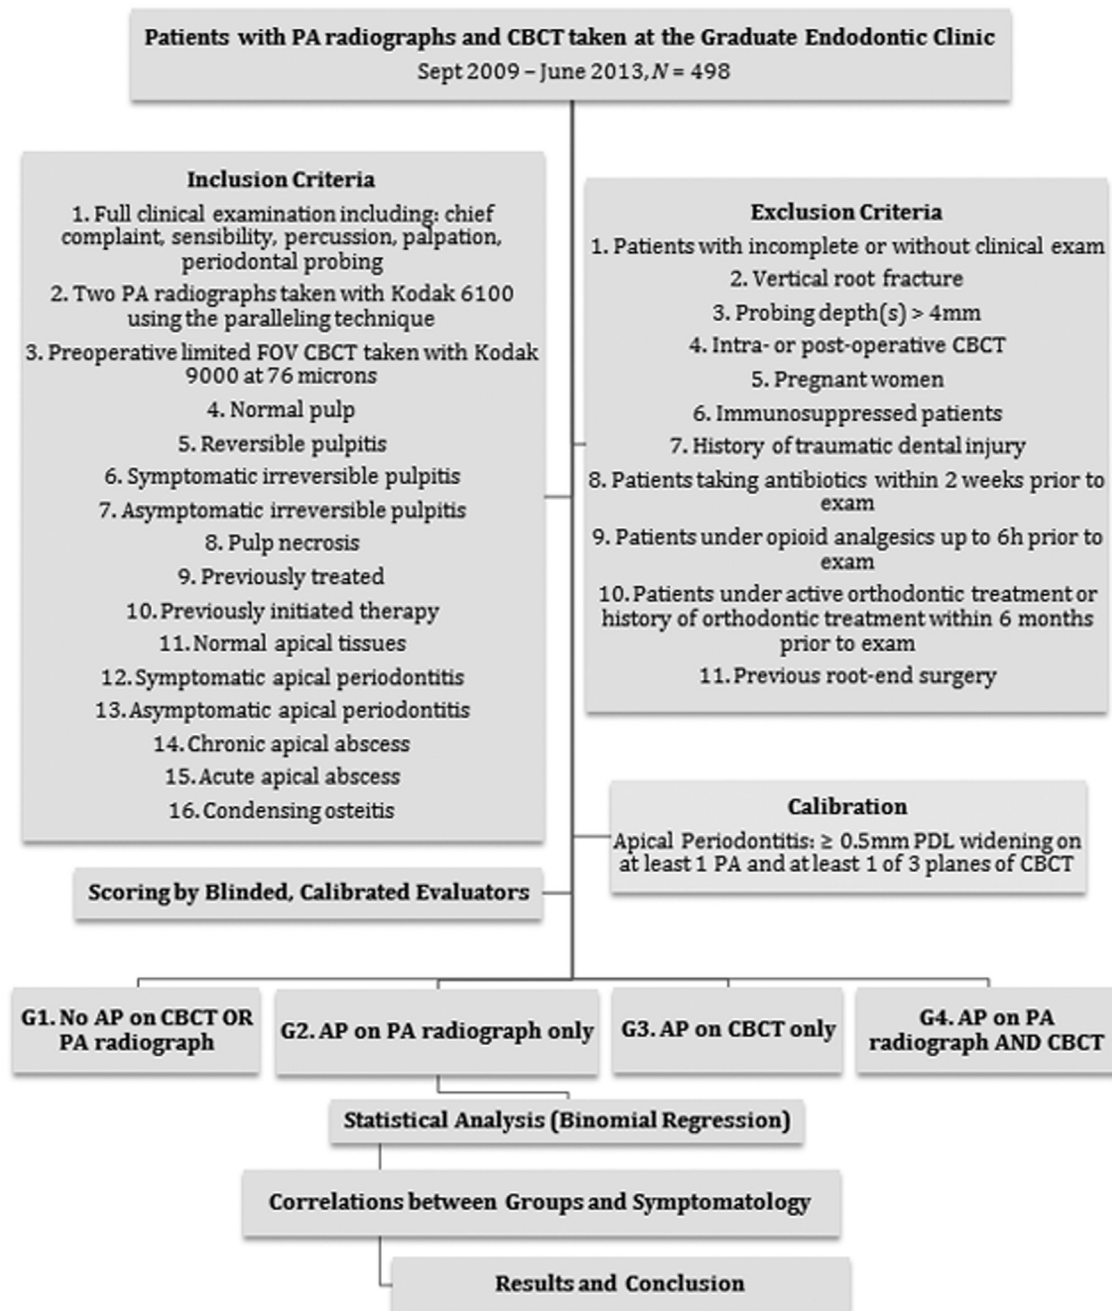 Patients with PA radiographs and CBCT taken at the Graduate Endodontic Clinic
Sept 2009 – June 2013, N = 498
Inclusion Criteria
1. Full clinical examination including: chief
complaint, sensibility, percussion, palpation,
periodontal probing
2. Two PA radiographs taken with Kodak 6100
using the paralleling technique
3. Preoperative limited FOV CBCT taken with Kodak
9000 at 76 microns
4. Normal pulp
5. Reversible pulpitis
6. Symptomatic irreversible pulpitis
7. Asymptomatic irreversible pulpitis
8. Pulp necrosis
9. Previously treated
10. Previously initiated therapy
11. Normal apical tissues
12. Symptomatic apical periodontitis
13. Asymptomatic apical periodontitis
14. Chronic apical abscess
15. Acute apical abscess
16. Condensing osteitis
Exclusion Criteria
1. Patients with incomplete or without clinical exam
2. Vertical root fracture
3. Probing depth(s) > 4mm
4. Intra- or post-operative CBCT
5. Pregnant women
6. Immunosuppressed patients
7. History of traumatic dental injury
8. Patients taking antibiotics within 2 weeks prior to
exam
9. Patients under opioid analgesics up to 6h prior to
exam
10. Patients under active orthodontic treatment or
history of orthodontic treatment within 6 months
prior to exam
11. Previous root-end surgery
Calibration
Apical Periodontitis: ≥ 0.5mm PDL widening on
at least 1 PA and at least 1 of 3 planes of CBCT
Scoring by Blinded, Calibrated Evaluators
G1. No AP on CBCT OR
PA radiograph
G2. AP on PA radiograph only
G3. AP on CBCT only
G4. AP on PA
radiograph AND CBCT
Statistical Analysis (Binomial Regression)
Correlations between Groups and Symptomatology
Results and Conclusion